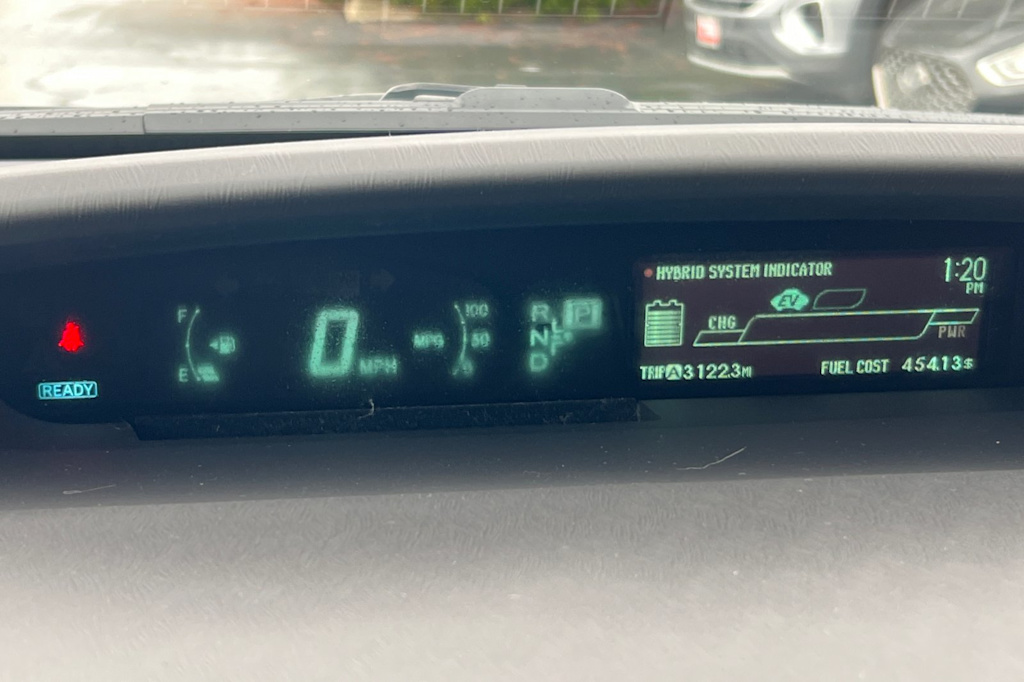 READY
F
E
0 MPH
MPG
100
50
0
R
N
D
P
HYBRID SYSTEM INDICATOR
1:20
PM
EV
CHG
PWR
TRIP A 3122.3 MI
FUEL COST 454.13$